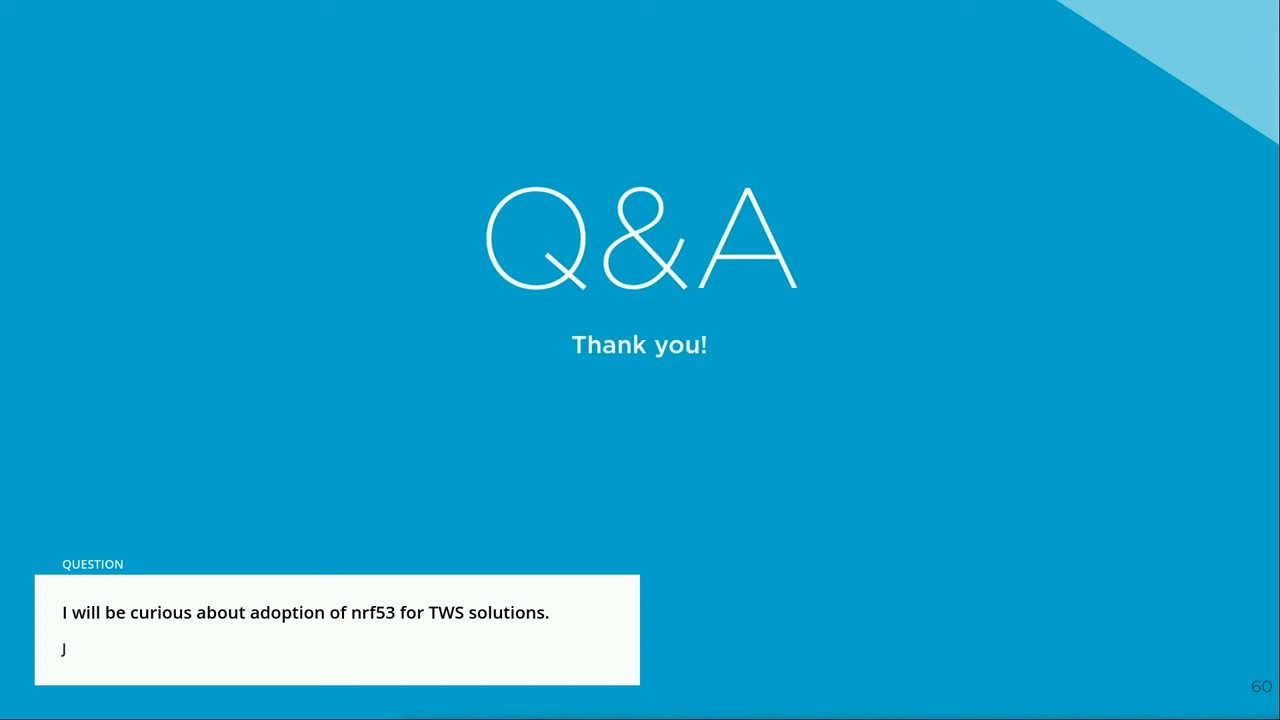 Q&A
Thank you!
QUESTION
I will be curious about adoption of nrf53 for TWS solutions.
J
60